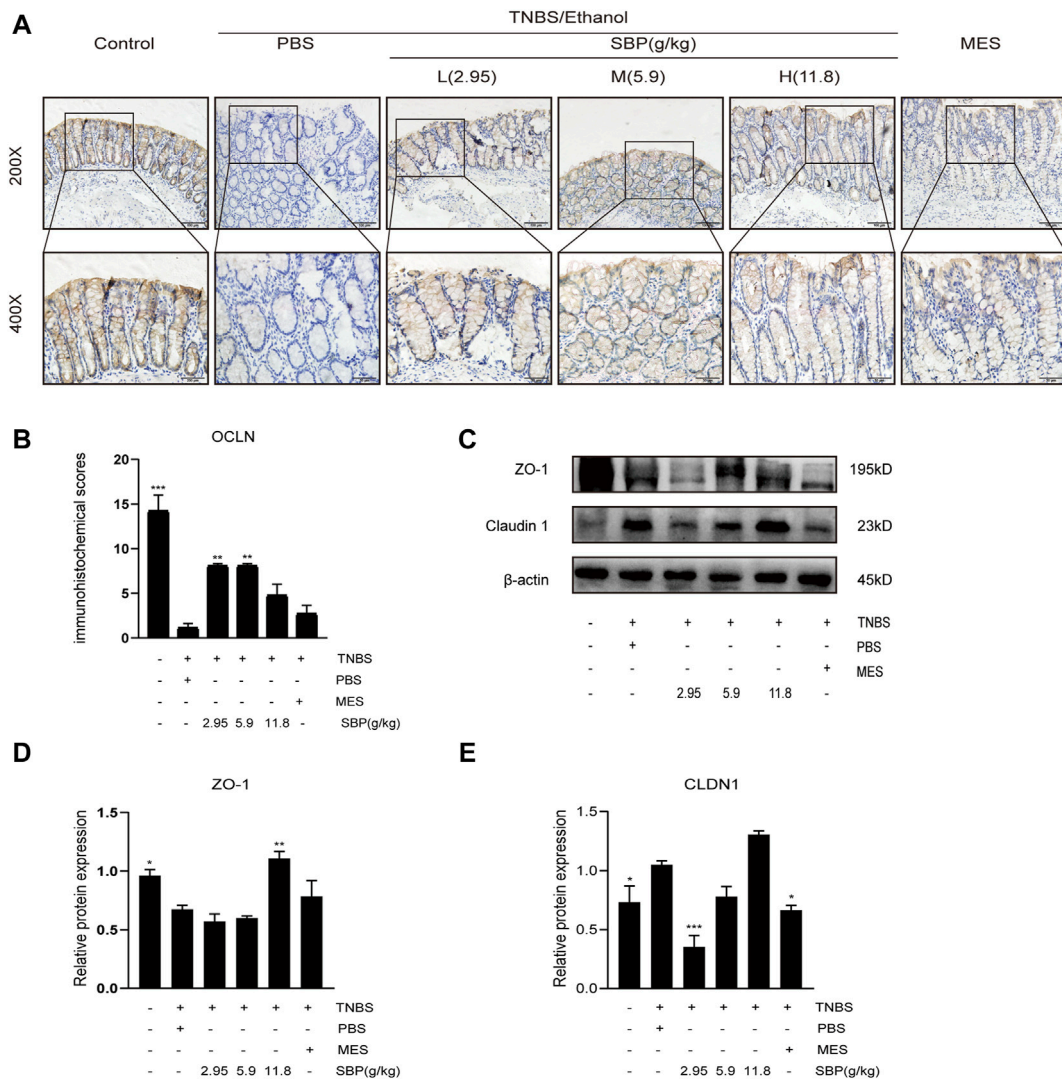 A
TNBS/Ethanol
Control PBS SBP(g/kg) MES
L(2.95) M(5.9) H(11.8)
200X
400X
B
OCLN
immunohistochemical scores
20
15
10
5
0
*** ** **
- + + + + + TNBS
- + - - - - PBS
- - - - - + MES
- - 2.95 5.9 11.8 - SBP(g/kg)
C
ZO-1 195kD
Claudin 1 23kD
β-actin 45kD
- + + + + + TNBS
- + - - - - PBS
- - - - - + MES
- - 2.95 5.9 11.8 -
D
ZO-1
Relative protein expression
1.5
1.0
0.5
0.0
* **
- + + + + + TNBS
- + - - - - PBS
- - - - - + MES
- - 2.95 5.9 11.8 - SBP(g/kg)
E
CLDN1
Relative protein expression
1.5
1.0
0.5
0.0
* *** *
- + + + + + TNBS
- + - - - - PBS
- - - - - + MES
- - 2.95 5.9 11.8 - SBP(g/kg)